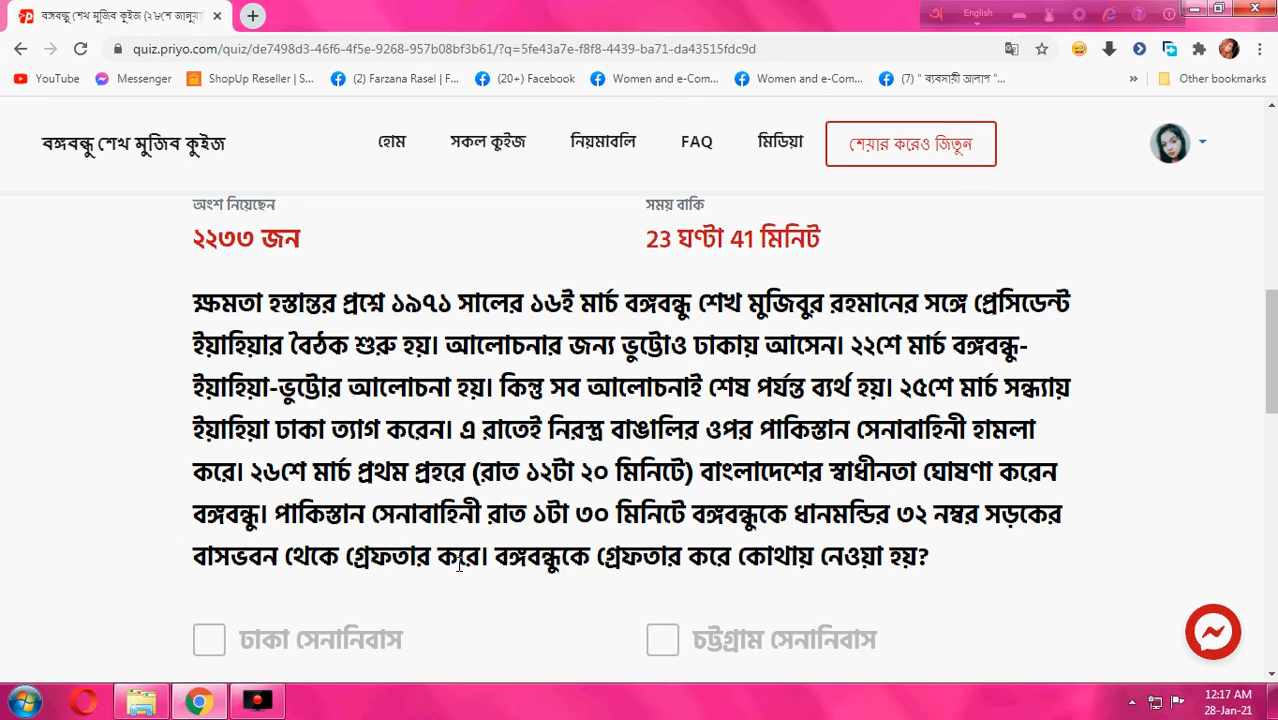 বঙ্গবন্ধু শেখ মুজিব কুইজ (২৮শে জানুয়া
English
quiz.priyo.com/quiz/de7498d3-46f6-4f5e-9268-957b08bf3b61/?q=5fe43a7e-f8f8-4439-ba71-da43515fdc9d
YouTube Messenger ShopUp Reseller | S... (2) Farzana Rasel | F... (20+) Facebook Women and e-Com... Women and e-Com... (7) " ব্যবসায়ী আলাপ "... » Other bookmarks
বঙ্গবন্ধু শেখ মুজিব কুইজ হোম সকল কুইজ নিয়মাবলি FAQ মিডিয়া শেয়ার করেও জিতুন
অংশ নিয়েছেন সময় বাকি
২২৩৩ জন 23 ঘণ্টা 41 মিনিট
ক্ষমতা হস্তান্তর প্রশ্নে ১৯৭১ সালের ১৬ই মার্চ বঙ্গবন্ধু শেখ মুজিবুর রহমানের সঙ্গে প্রেসিডেন্ট
ইয়াহিয়ার বৈঠক শুরু হয়। আলোচনার জন্য ভুট্টোও ঢাকায় আসেন। ২২শে মার্চ বঙ্গবন্ধু-
ইয়াহিয়া-ভুট্টোর আলোচনা হয়। কিন্তু সব আলোচনাই শেষ পর্যন্ত ব্যর্থ হয়। ২৫শে মার্চ সন্ধ্যায়
ইয়াহিয়া ঢাকা ত্যাগ করেন। এ রাতেই নিরস্ত্র বাঙালির ওপর পাকিস্তান সেনাবাহিনী হামলা
করে। ২৬শে মার্চ প্রথম প্রহরে (রাত ১২টা ২০ মিনিটে) বাংলাদেশের স্বাধীনতা ঘোষণা করেন
বঙ্গবন্ধু। পাকিস্তান সেনাবাহিনী রাত ১টা ৩০ মিনিটে বঙ্গবন্ধুকে ধানমন্ডির ৩২ নম্বর সড়কের
বাসভবন থেকে গ্রেফতার করে। বঙ্গবন্ধুকে গ্রেফতার করে কোথায় নেওয়া হয়?
ঢাকা সেনানিবাস চট্টগ্রাম সেনানিবাস
12:17 AM
28-Jan-21